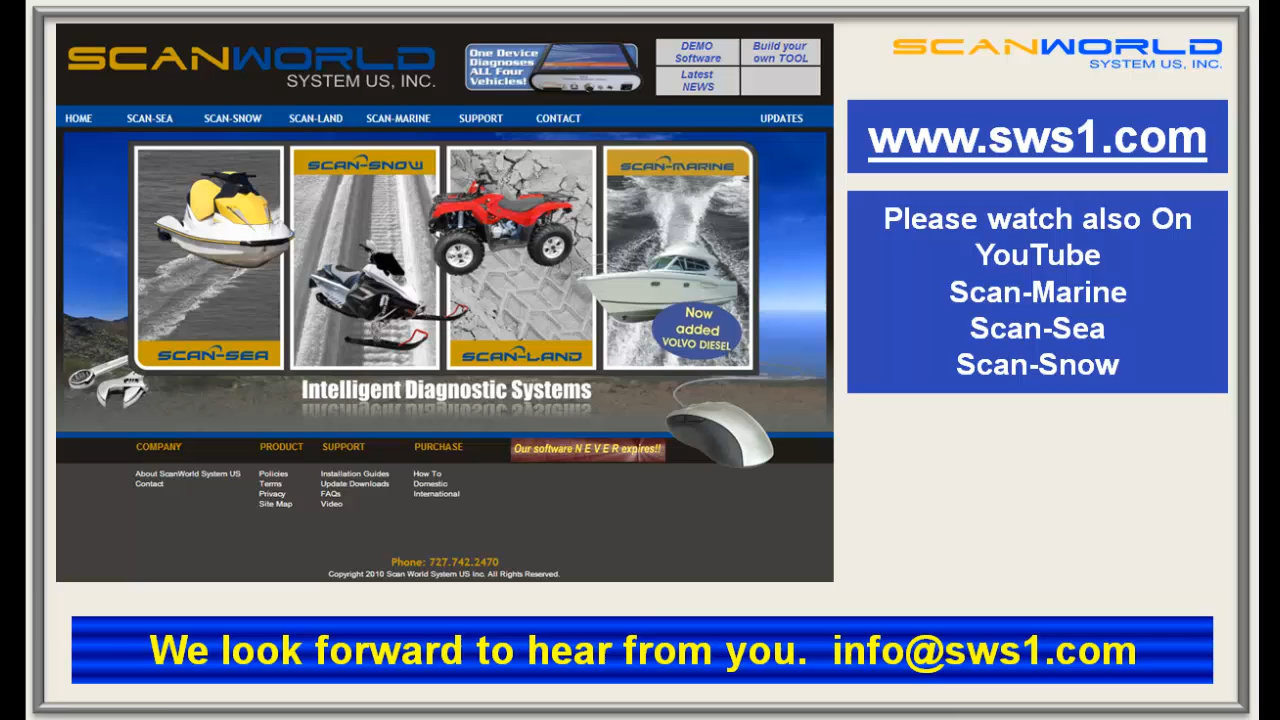 SCANWORLD
SYSTEM US, INC.
One Device
Diagnoses
ALL Four
Vehicles!
DEMO
Software
Build your
own TOOL
Latest
NEWS
HOME SCAN-SEA SCAN-SNOW SCAN-LAND SCAN-MARINE SUPPORT CONTACT UPDATES
SCAN-SNOW
SCAN-MARINE
Now
added
VOLVO DIESEL
SCAN-SEA
SCAN-LAND
Intelligent Diagnostic Systems
COMPANY PRODUCT SUPPORT PURCHASE
Our software N E V E R expires!!
About ScanWorld System US Policies Installation Guides How To
Contact Terms Update Downloads Domestic
Privacy FAQs International
Site Map Video
Phone: 727.742.2470
Copyright 2010 Scan World System US Inc. All Rights Reserved.
SCANWORLD
SYSTEM US, INC.
www.sws1.com
Please watch also On
YouTube
Scan-Marine
Scan-Sea
Scan-Snow
We look forward to hear from you. info@sws1.com